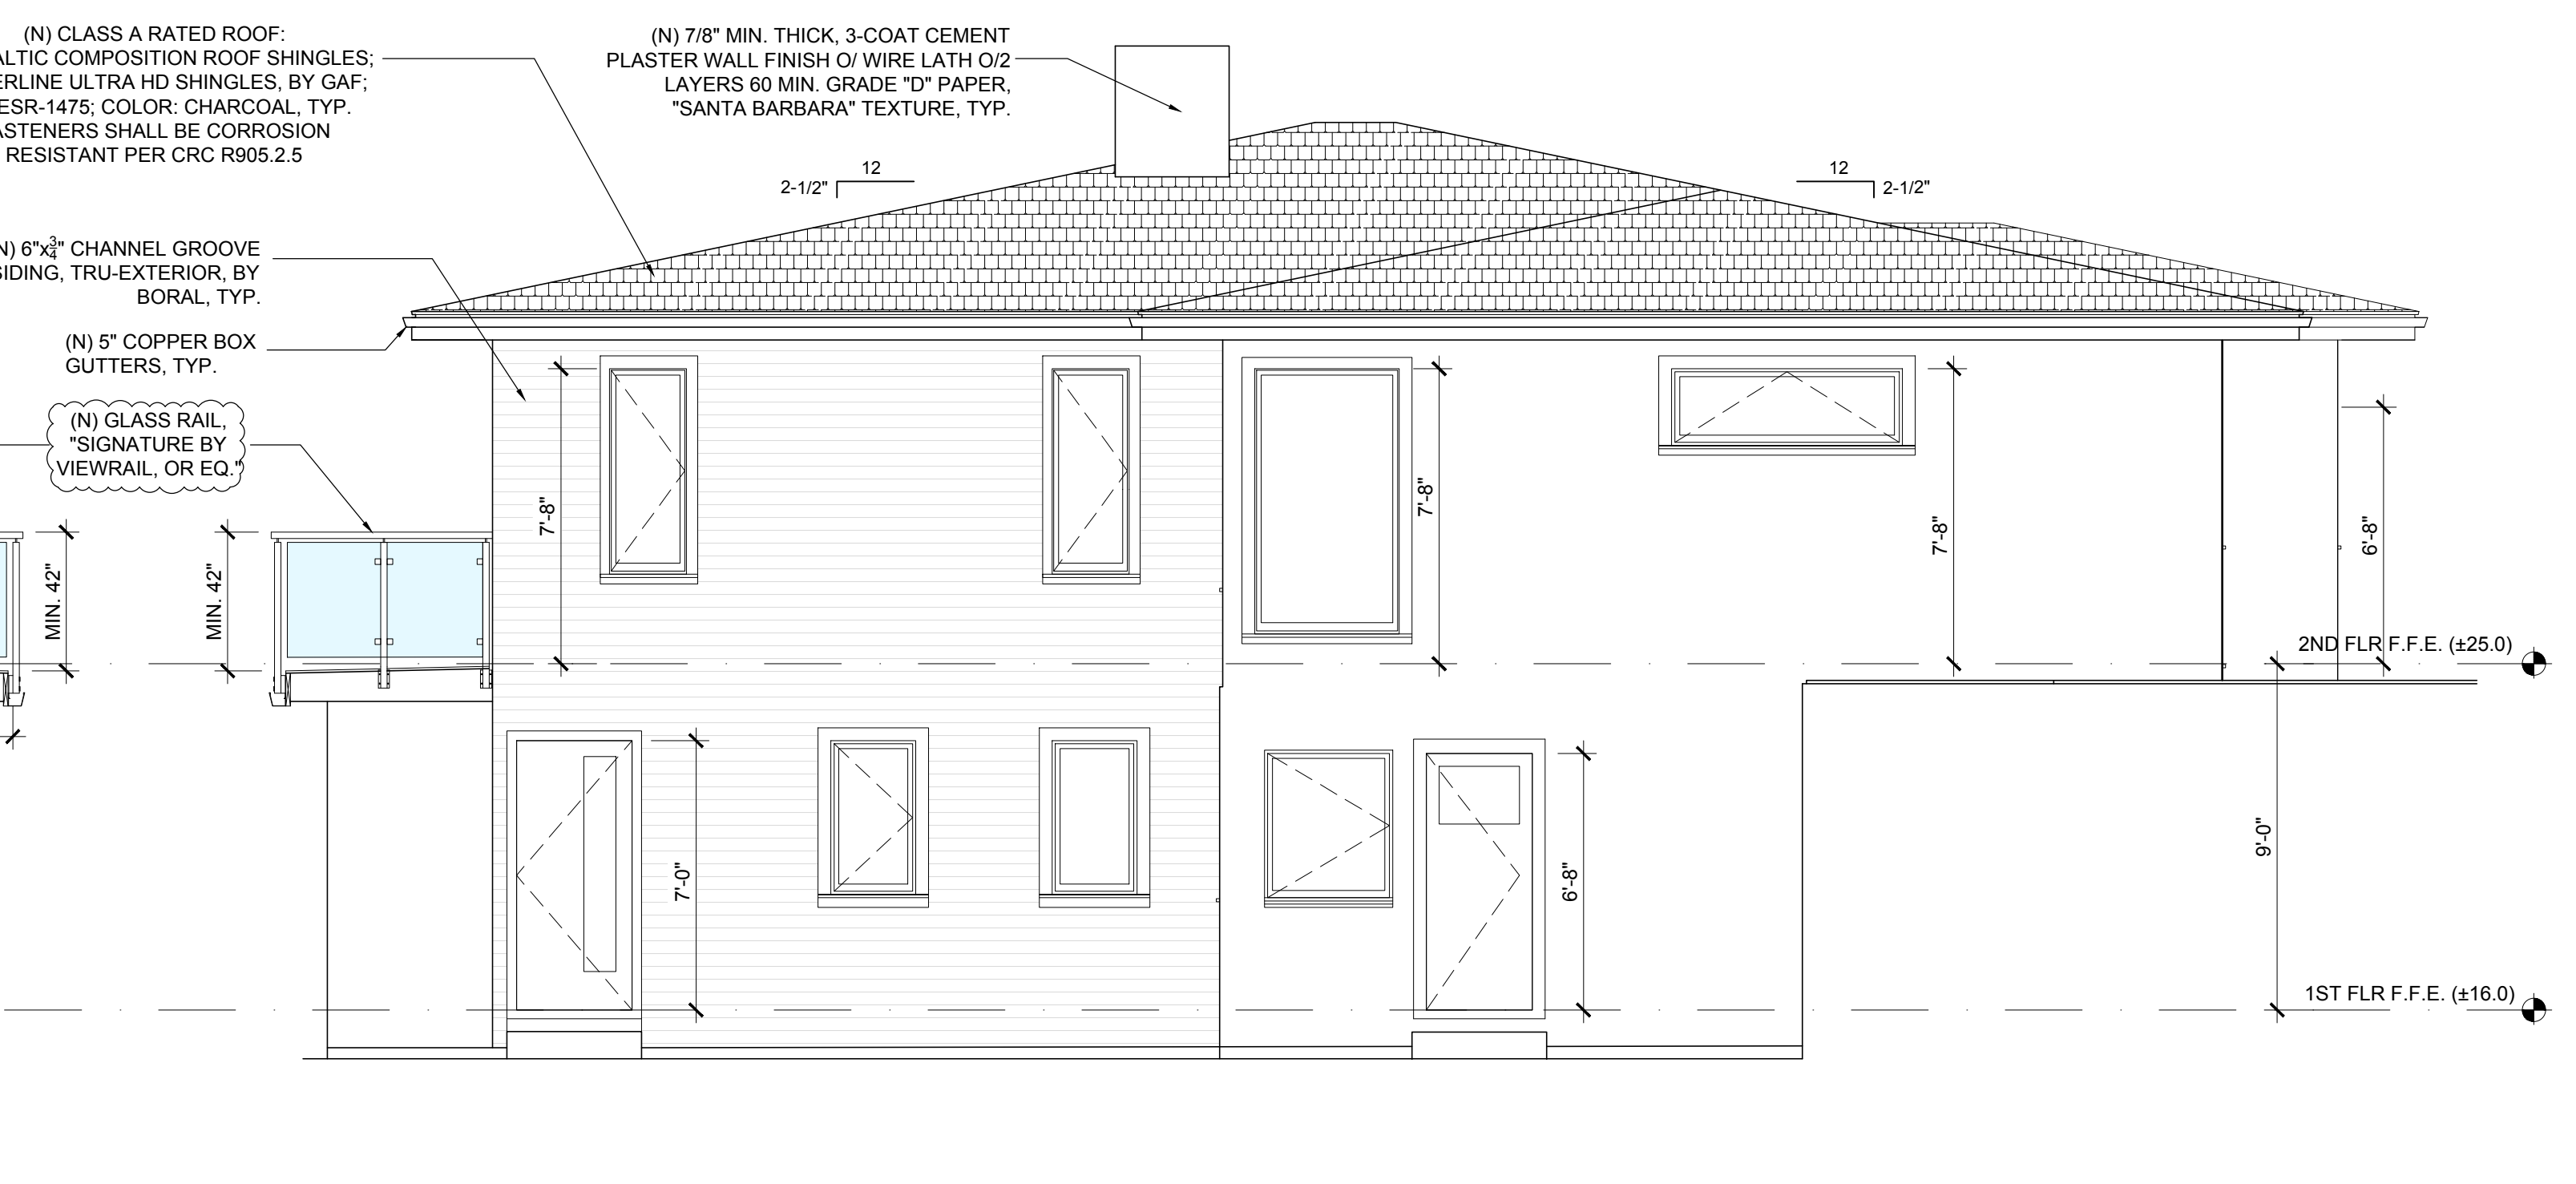 (N) CLASS A RATED ROOF:
ALTIC COMPOSITION ROOF SHINGLES;
ERLINE ULTRA HD SHINGLES, BY GAF;
ESR-1475; COLOR: CHARCOAL, TYP.
ASTENERS SHALL BE CORROSION
RESISTANT PER CRC R905.2.5
(N) 7/8" MIN. THICK, 3-COAT CEMENT
PLASTER WALL FINISH O/ WIRE LATH O/2
LAYERS 60 MIN. GRADE "D" PAPER,
"SANTA BARBARA" TEXTURE, TYP.
12
2-1/2"
12
2-1/2"
N) 6"x3/4" CHANNEL GROOVE
SIDING, TRU-EXTERIOR, BY
BORAL, TYP.
(N) 5" COPPER BOX
GUTTERS, TYP.
(N) GLASS RAIL,
"SIGNATURE BY
VIEWRAIL, OR EQ."
MIN. 42"
MIN. 42"
7'-8"
7'-8"
7'-8"
6'-8"
2ND FLR F.F.E. (±25.0)
7'-0"
6'-8"
9'-0"
1ST FLR F.F.E. (±16.0)